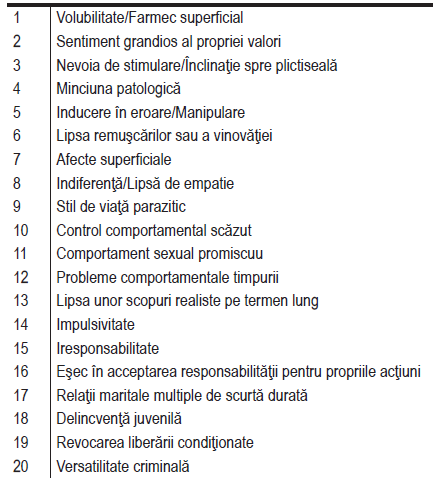 1 Volubilitate/Farmec superficial
2 Sentiment grandios al propriei valori
3 Nevoia de stimulare/Înclinaţie spre plictiseală
4 Minciuna patologică
5 Inducere în eroare/Manipulare
6 Lipsa remuşcărilor sau a vinovăţiei
7 Afecte superficiale
8 Indiferenţă/Lipsă de empatie
9 Stil de viaţă parazitic
10 Control comportamental scăzut
11 Comportament sexual promiscuu
12 Probleme comportamentale timpurii
13 Lipsa unor scopuri realiste pe termen lung
14 Impulsivitate
15 Iresponsabilitate
16 Eşec în acceptarea responsabilităţii pentru propriile acţiuni
17 Relaţii maritale multiple de scurtă durată
18 Delincvenţă juvenilă
19 Revocarea liberării condiţionate
20 Versatilitate criminală